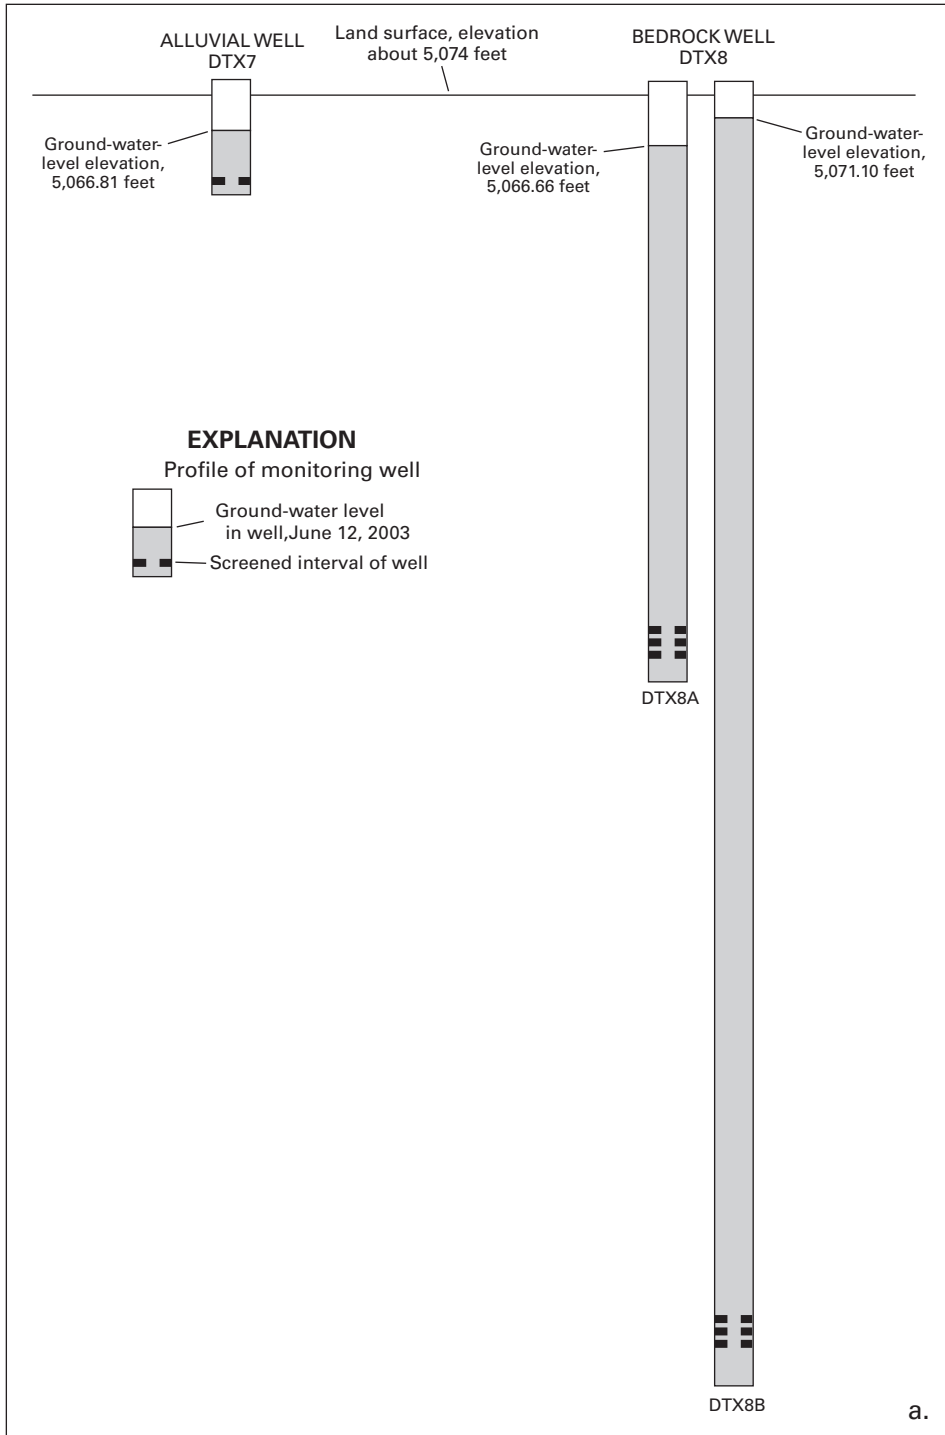 ALLUVIAL WELL
DTX7
Land surface, elevation
about 5,074 feet
BEDROCK WELL
DTX8
Ground-water-
level elevation,
5,066.81 feet
Ground-water-
level elevation,
5,066.66 feet
Ground-water-
level elevation,
5,071.10 feet
EXPLANATION
Profile of monitoring well
Ground-water level
in well,June 12, 2003
Screened interval of well
DTX8A
DTX8B
a.